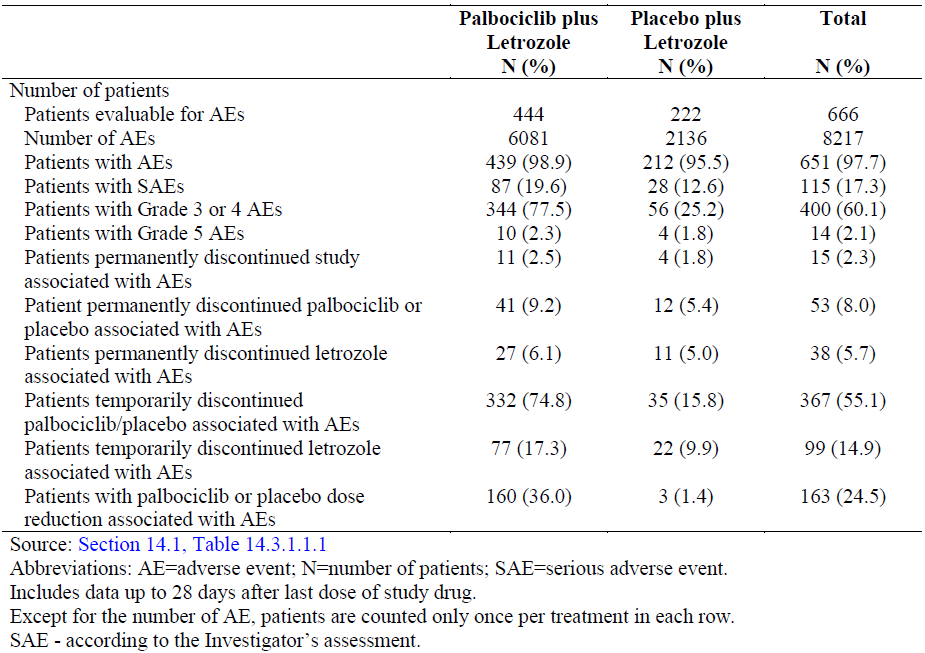 Palbociclib plus Letrozole N (%) Placebo plus Letrozole N (%) Total N (%)
Number of patients
Patients evaluable for AEs 444 222 666
Number of AEs 6081 2136 8217
Patients with AEs 439 (98.9) 212 (95.5) 651 (97.7)
Patients with SAEs 87 (19.6) 28 (12.6) 115 (17.3)
Patients with Grade 3 or 4 AEs 344 (77.5) 56 (25.2) 400 (60.1)
Patients with Grade 5 AEs 10 (2.3) 4 (1.8) 14 (2.1)
Patients permanently discontinued study 11 (2.5) 4 (1.8) 15 (2.3)
associated with AEs
Patient permanently discontinued palbociclib or 41 (9.2) 12 (5.4) 53 (8.0)
placebo associated with AEs
Patients permanently discontinued letrozole 27 (6.1) 11 (5.0) 38 (5.7)
associated with AEs
Patients temporarily discontinued 332 (74.8) 35 (15.8) 367 (55.1)
palbociclib/placebo associated with AEs
Patients temporarily discontinued letrozole 77 (17.3) 22 (9.9) 99 (14.9)
associated with AEs
Patients with palbociclib or placebo dose 160 (36.0) 3 (1.4) 163 (24.5)
reduction associated with AEs
Source: Section 14.1, Table 14.3.1.1.1
Abbreviations: AE=adverse event; N=number of patients; SAE=serious adverse event.
Includes data up to 28 days after last dose of study drug.
Except for the number of AE, patients are counted only once per treatment in each row.
SAE - according to the Investigator's assessment.